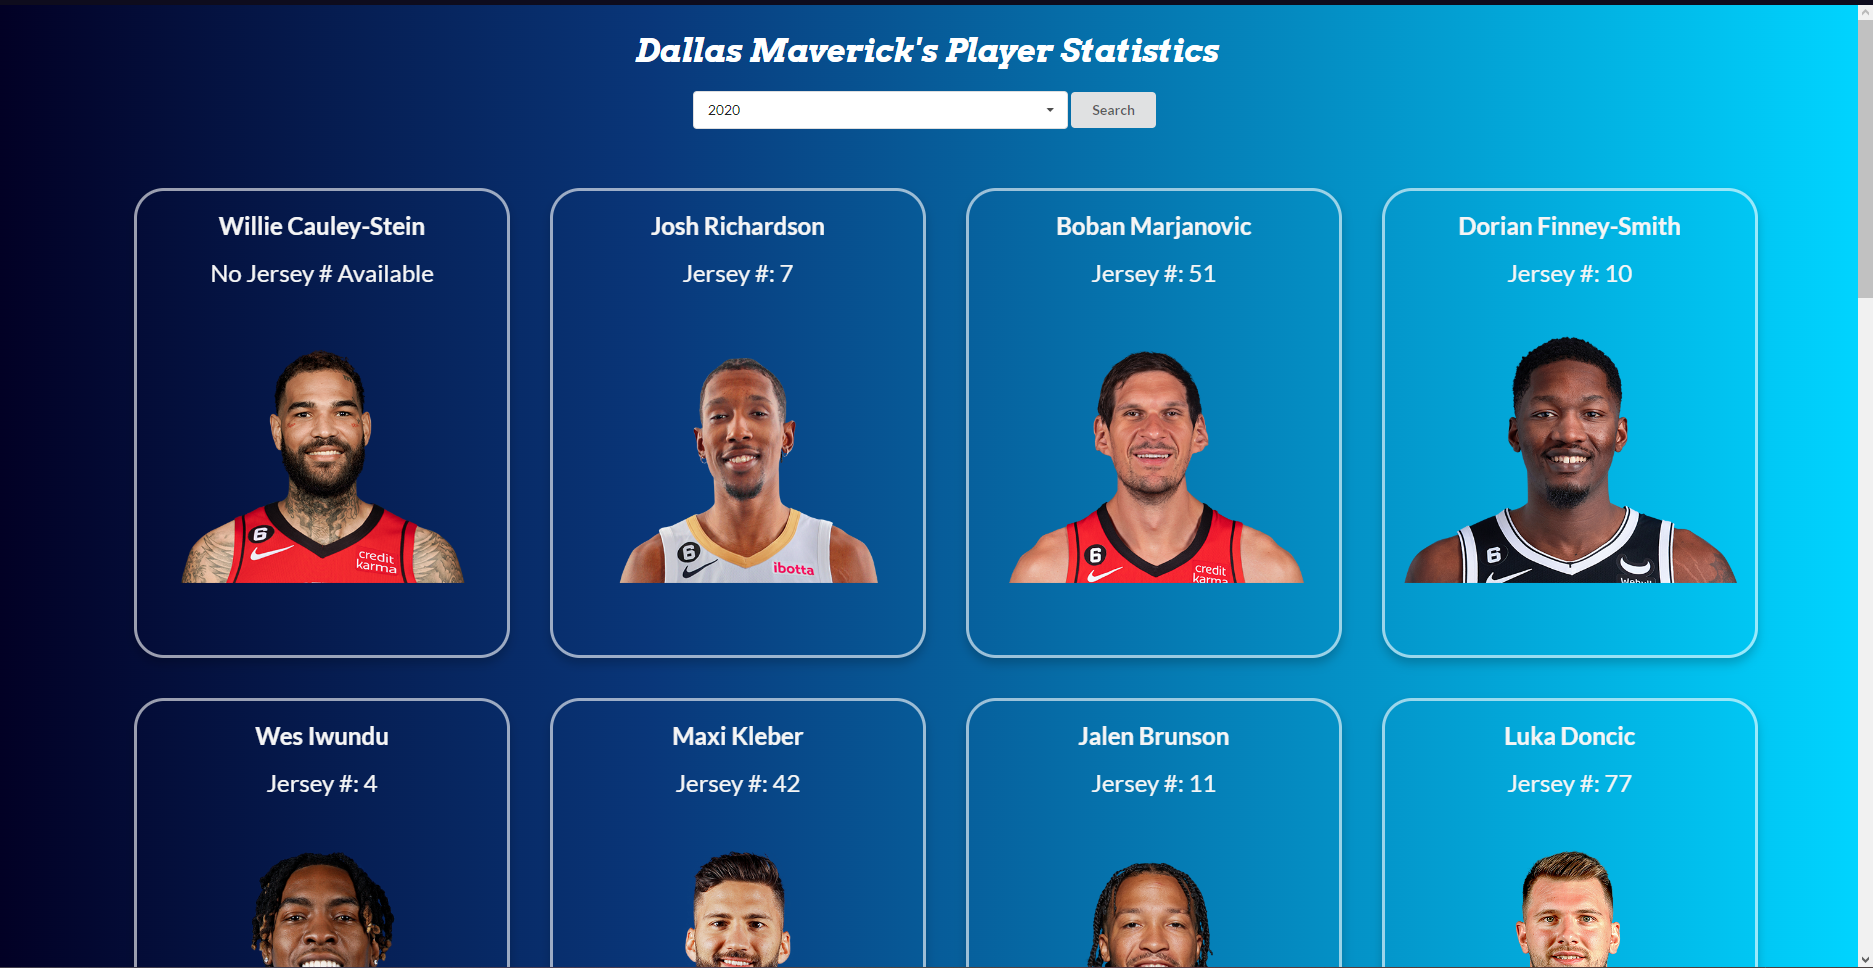 Dallas Maverick's Player Statistics
2020
Search
Willie Cauley-Stein
No Jersey # Available
6
credit
karma
Josh Richardson
Jersey #: 7
6
ibotta
Boban Marjanovic
Jersey #: 51
6
credit
karma
Dorian Finney-Smith
Jersey #: 10
6
Wes Iwundu
Jersey #: 4
Maxi Kleber
Jersey #: 42
Jalen Brunson
Jersey #: 11
Luka Doncic
Jersey #: 77